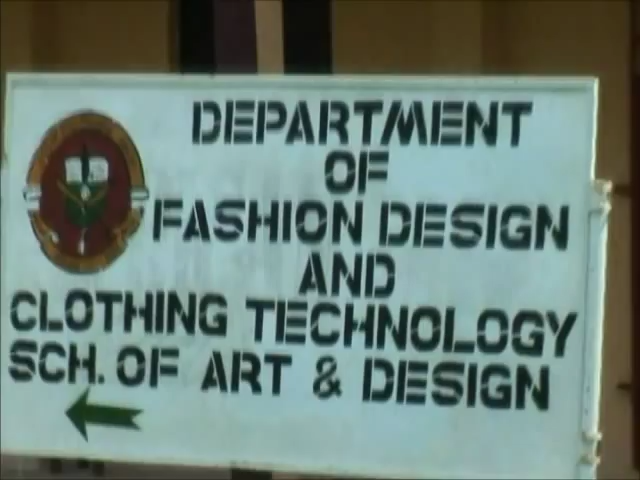 DEPARTMENT
OF
FASHION DESIGN
AND
CLOTHING TECHNOLOGY
SCH. OF ART & DESIGN